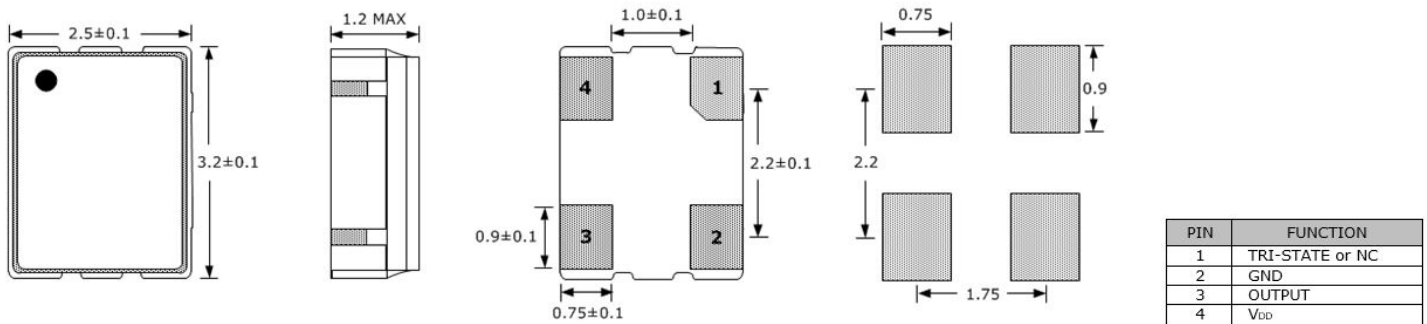 2.5±0.1
3.2±0.1
1.2 MAX
1.0±0.1
4
1
2.2±0.1
0.9±0.1
3
2
0.75±0.1
0.75
0.9
2.2
1.75
PIN FUNCTION
1 TRI-STATE or NC
2 GND
3 OUTPUT
4 VDD